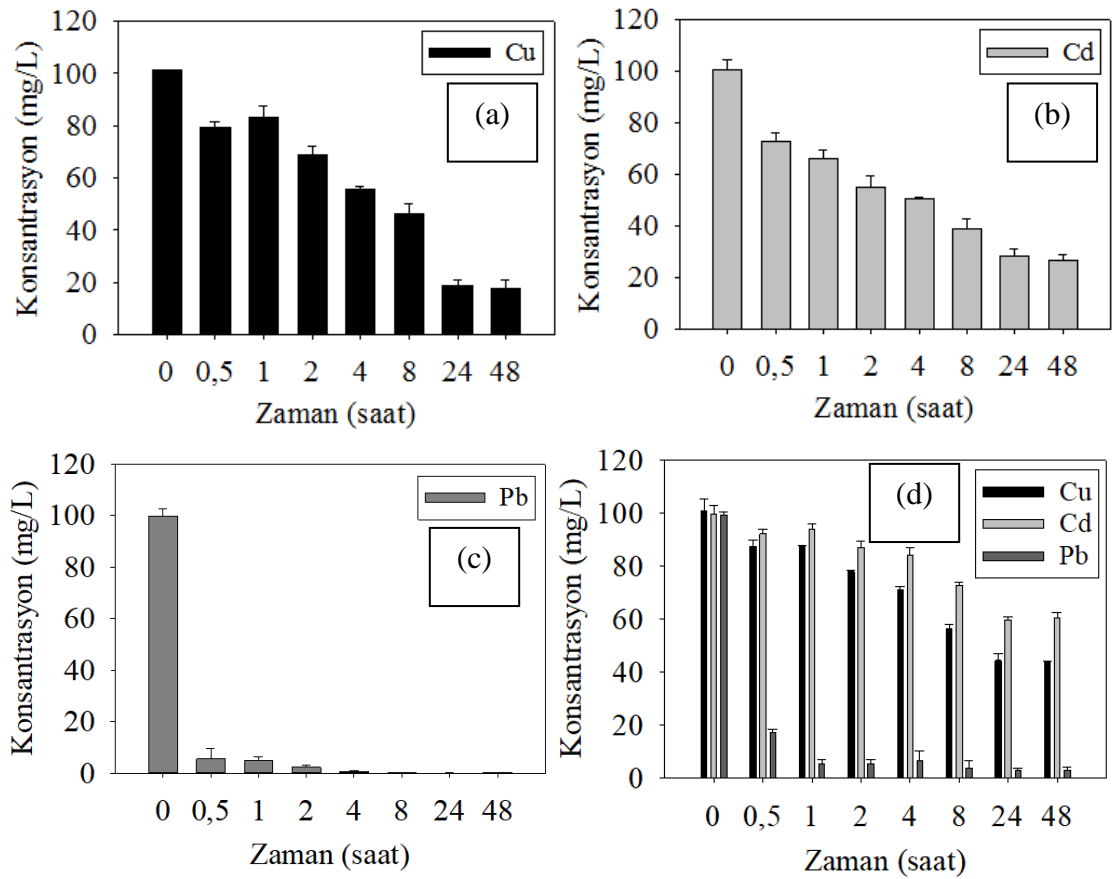 Konsantrasyon (mg/L)
120
100
80
60
40
20
0
Cu
(a)
0 0,5 1 2 4 8 24 48
Zaman (saat)
Konsantrasyon (mg/L)
120
100
80
60
40
20
0
Cd
(b)
0 0,5 1 2 4 8 24 48
Zaman (saat)
Konsantrasyon (mg/L)
120
100
80
60
40
20
0
Pb
(c)
0 0,5 1 2 4 8 24 48
Zaman (saat)
Konsantrasyon (mg/L)
120
100
80
60
40
20
0
(d)
Cu
Cd
Pb
0 0,5 1 2 4 8 24 48
Zaman (saat)